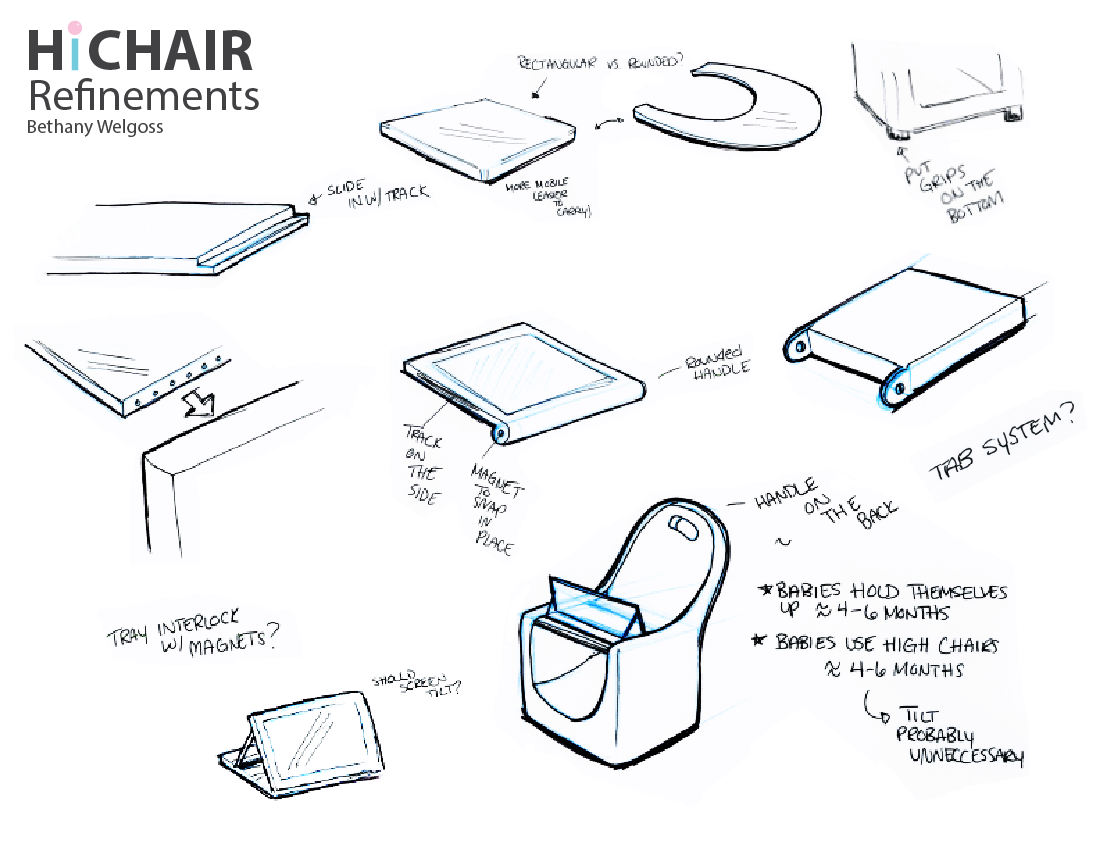 HiCHAIR
Refinements
Bethany Welgoss
RECTANGULAR VS. ROUNDED?
MORE MOBILE
(EASIER
TO
CARRY)
PUT
GRIPS
ON THE
BOTTOM
SLIDE
IN W/ TRACK
ROUNDED
HANDLE
TRACK
ON
THE
SIDE
MAGNET
TO
SNAP
IN
PLACE
TAB SYSTEM?
HANDLE
ON
THE
BACK
~
★ BABIES HOLD THEMSELVES
UP ≈ 4-6 MONTHS
★ BABIES USE HIGH CHAIRS
≈ 4-6 MONTHS
TILT
PROBABLY
UNNECCESSARY
TRAY INTERLOCK
W/ MAGNETS?
SHOULD
SCREEN
TILT?